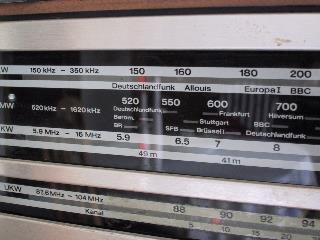 KW 150 kHz - 350 kHz 150 160 180 200
Deutschlandfunk Allouis Europa I BBC
MW 520 kHz - 1620 kHz 520 550 600 700
Deutschlandfunk Frankfurt Hilversum
Barom. Stuttgart BBC
BR SFB Brüssel I Deutschlandfunk
KW 5.9 MHz - 16 MHz 5.9 6.5 7 8
49 m 41 m
UKW 87.6 MHz - 104 MHz 88 90 92 94
Kanal 5 10 15 20